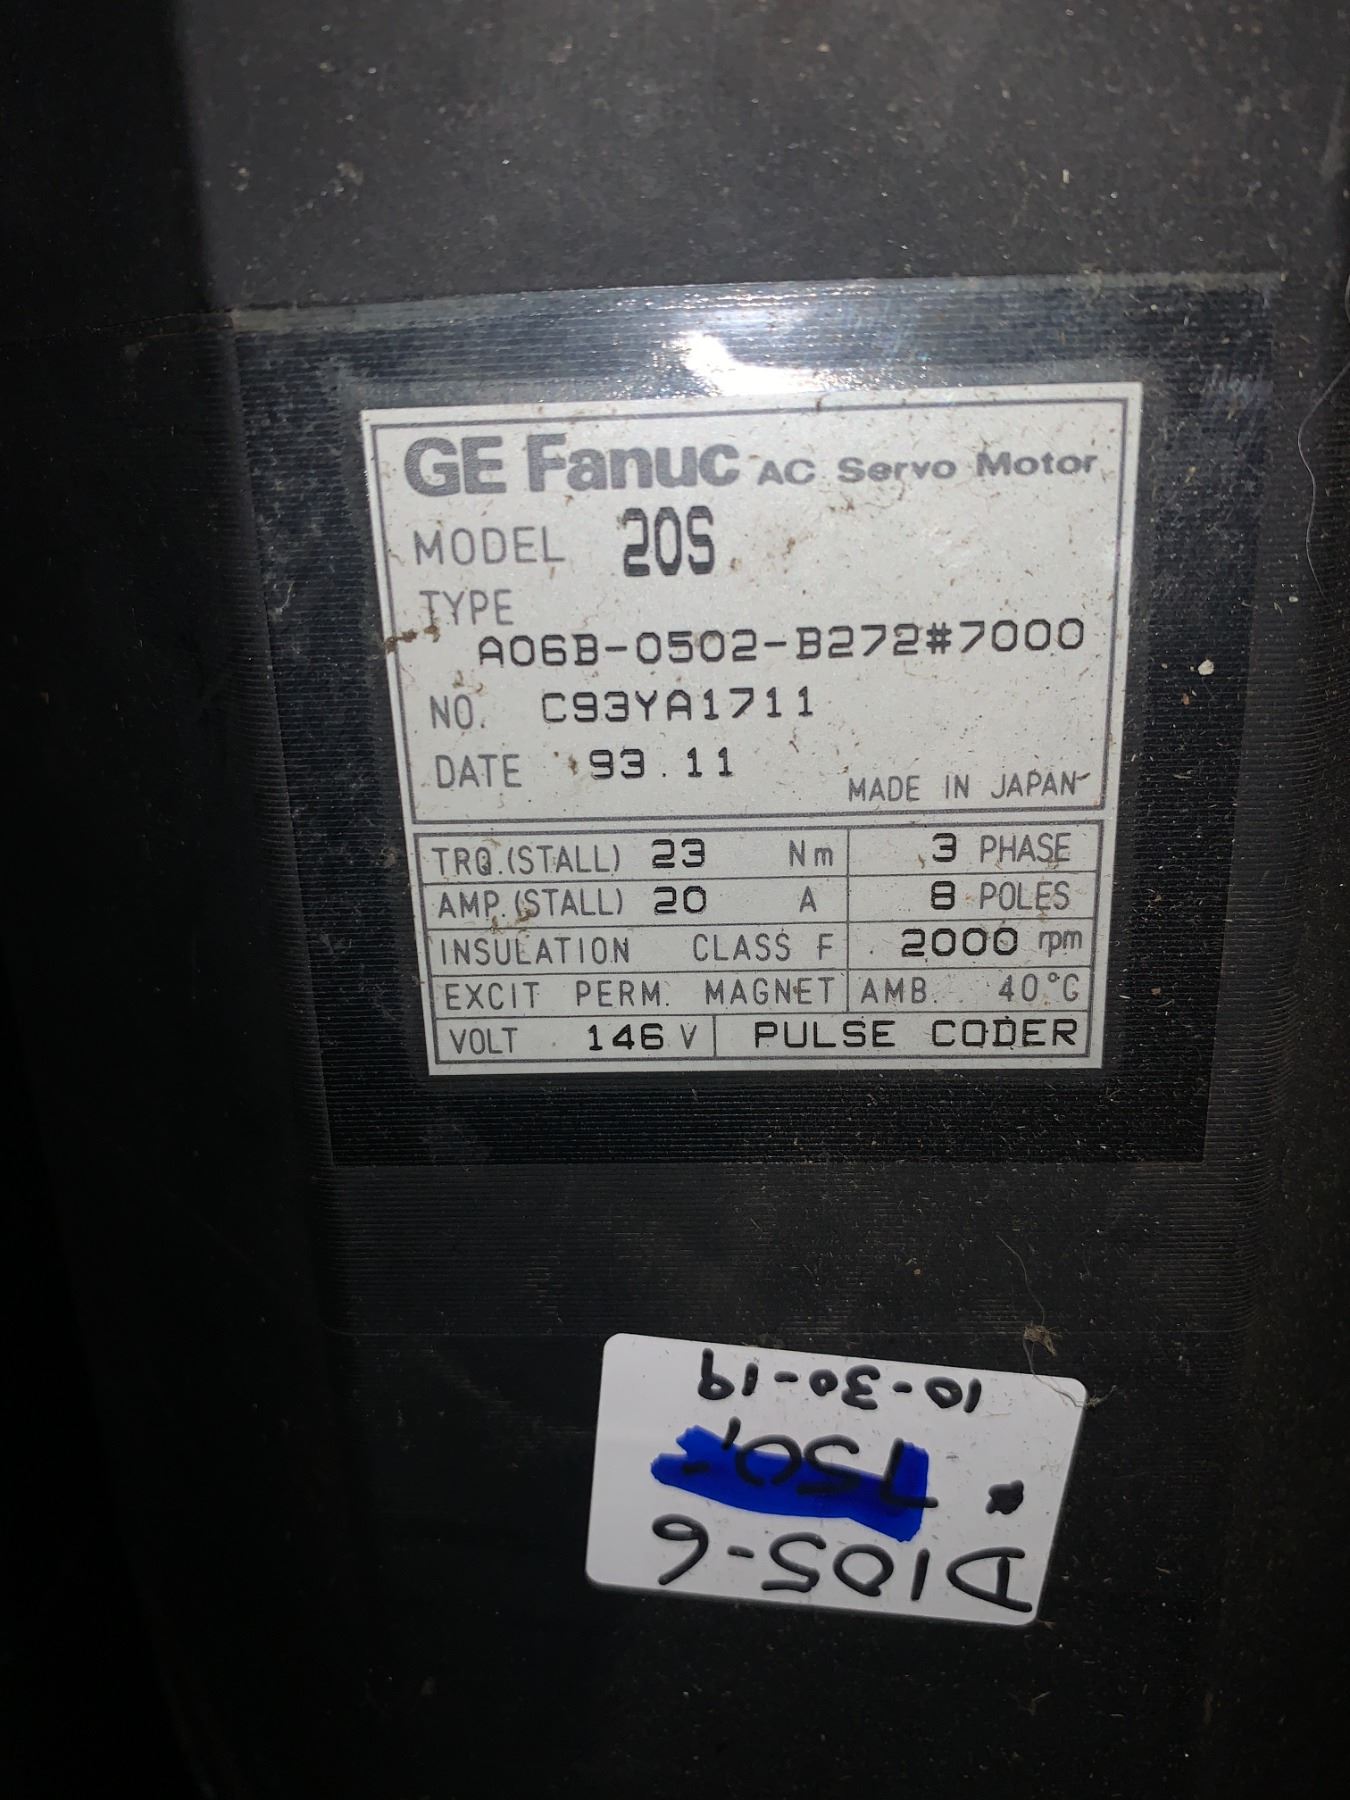 GE Fanuc AC Servo Motor
MODEL 20S
TYPE
A06B-0502-B272#7000
NO. C93YA1711
DATE 93.11
MADE IN JAPAN
TRQ.(STALL) 23 Nm 3 PHASE
AMP.(STALL) 20 A 8 POLES
INSULATION CLASS F 2000 rpm
EXCIT PERM. MAGNET AMB. 40°C
VOLT 146 V PULSE CODER
D105-6
10-30-19